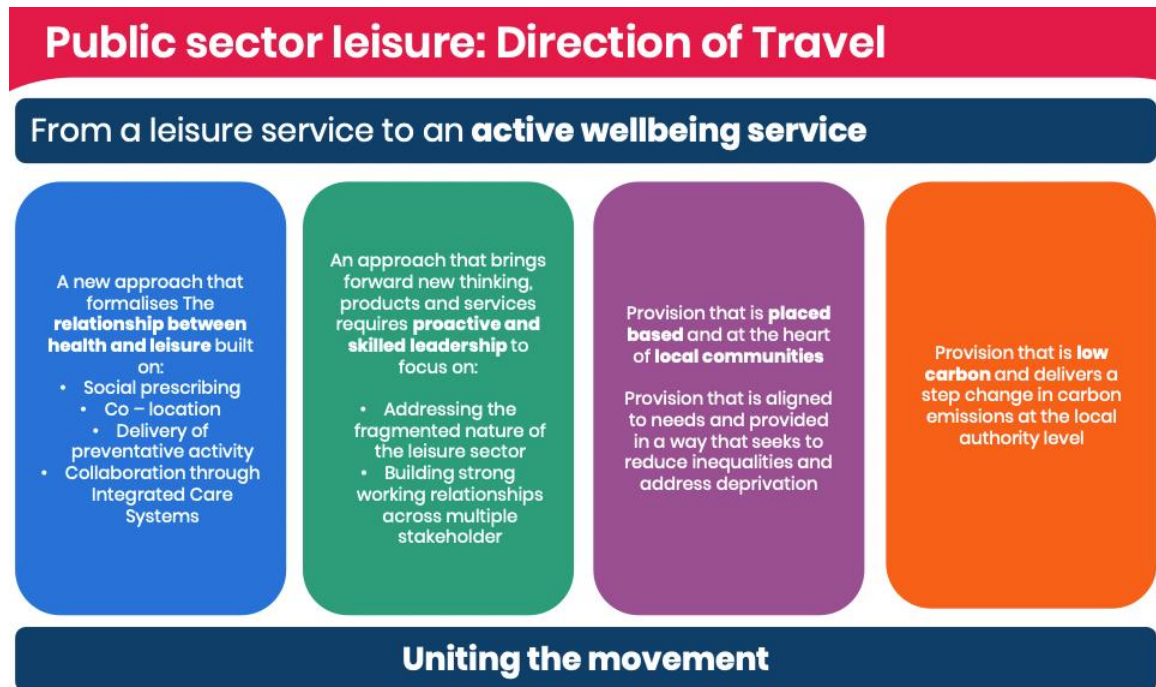 Public sector leisure: Direction of Travel
From a leisure service to an active wellbeing service
A new approach that
formalises The
relationship between
health and leisure built
on:
• Social prescribing
• Co – location
• Delivery of
preventative activity
• Collaboration through
Integrated Care
Systems
An approach that brings
forward new thinking,
products and services
requires proactive and
skilled leadership to
focus on:
• Addressing the
fragmented nature of
the leisure sector
• Building strong
working relationships
across multiple
stakeholder
Provision that is placed
based and at the heart
of local communities
Provision that is aligned
to needs and provided
in a way that seeks to
reduce inequalities and
address deprivation
Provision that is low
carbon and delivers a
step change in carbon
emissions at the local
authority level
Uniting the movement